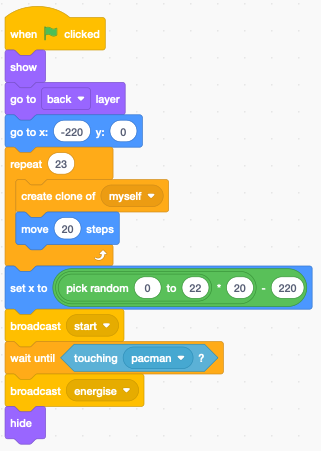 when clicked
show
go to back layer
go to x: -220 y: 0
repeat 23
create clone of myself
move 20 steps
set x to pick random 0 to 22 * 20 - 220
broadcast start
wait until touching pacman ?
broadcast energise
hide